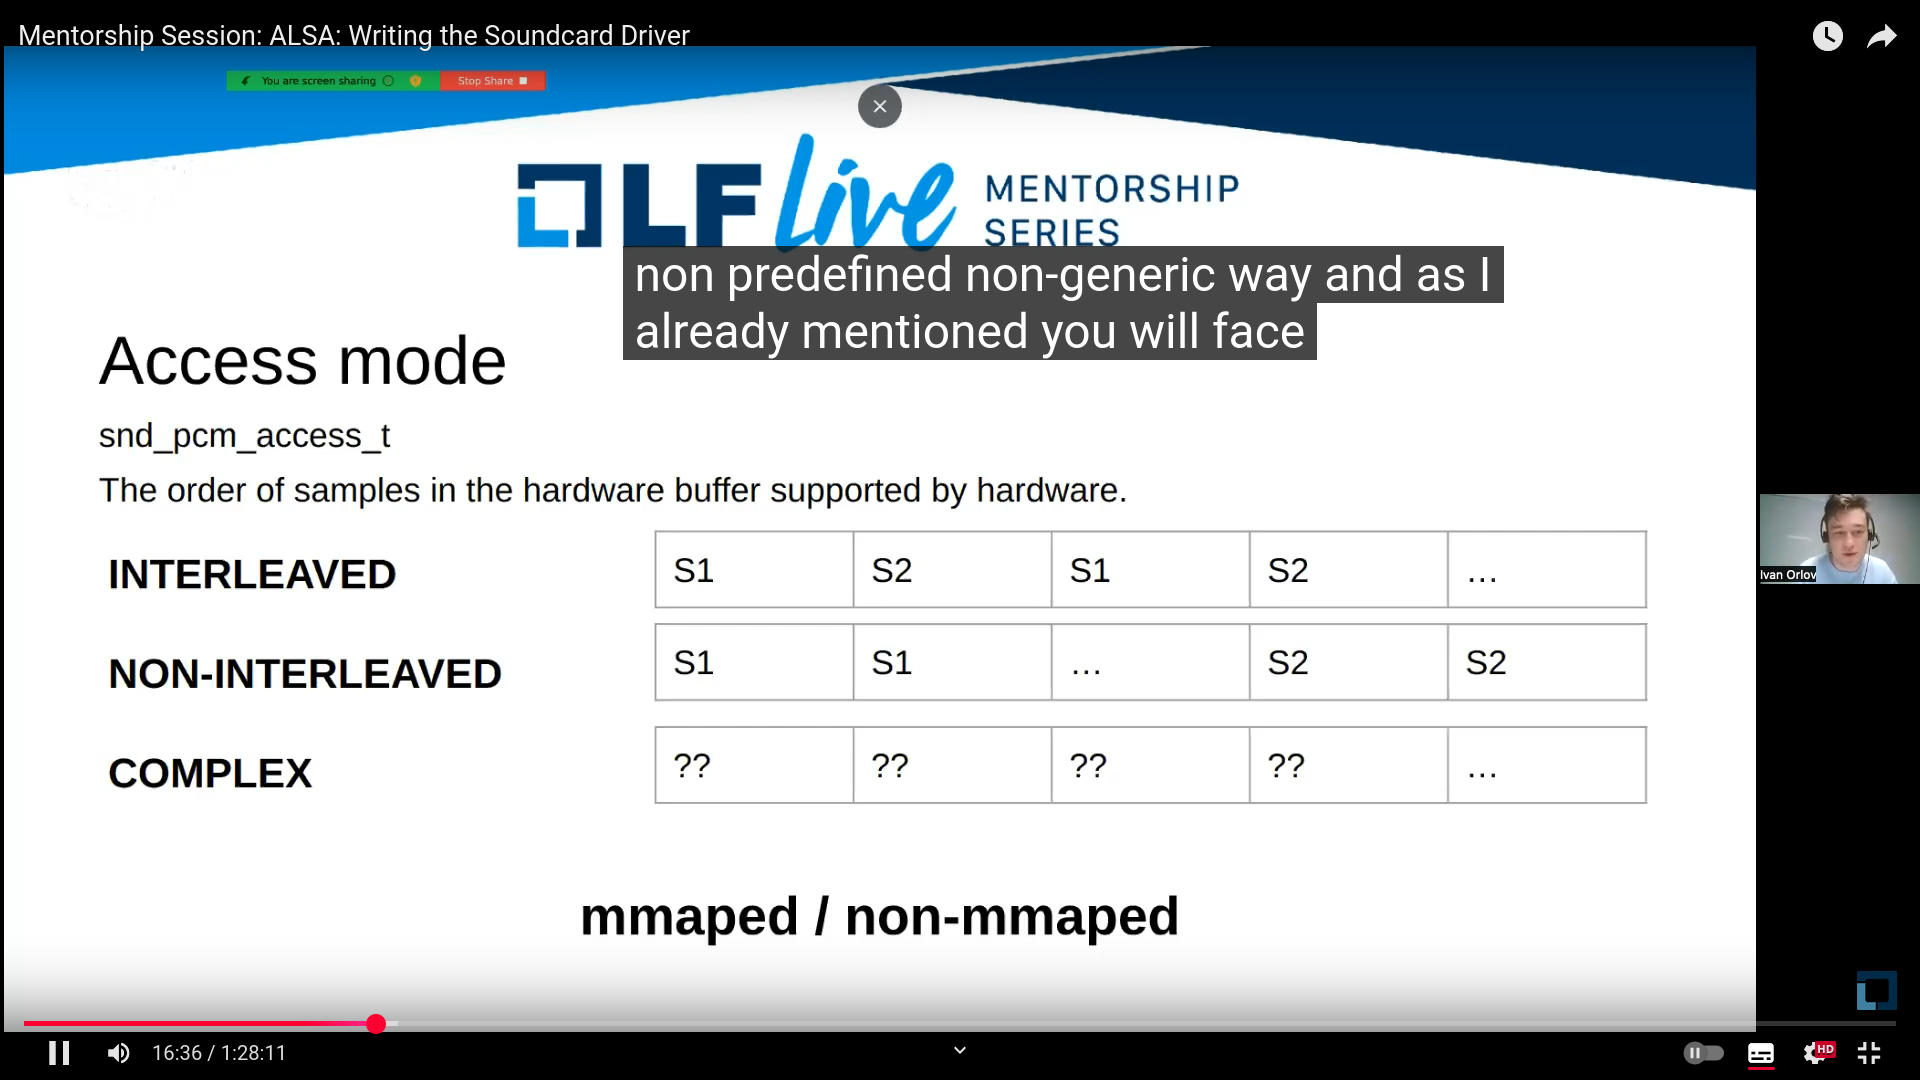 Mentorship Session: ALSA: Writing the Soundcard Driver
You are screen sharing
Stop Share
LF live MENTORSHIP
SERIES
non predefined non-generic way and as I
already mentioned you will face
Access mode
snd_pcm_access_t
The order of samples in the hardware buffer supported by hardware.
INTERLEAVED S1 S2 S1 S2 ...
NON-INTERLEAVED S1 S1 ... S2 S2
COMPLEX ?? ?? ?? ?? ...
Ivan Orlov
mmaped / non-mmaped
16:36 / 1:28:11
HD